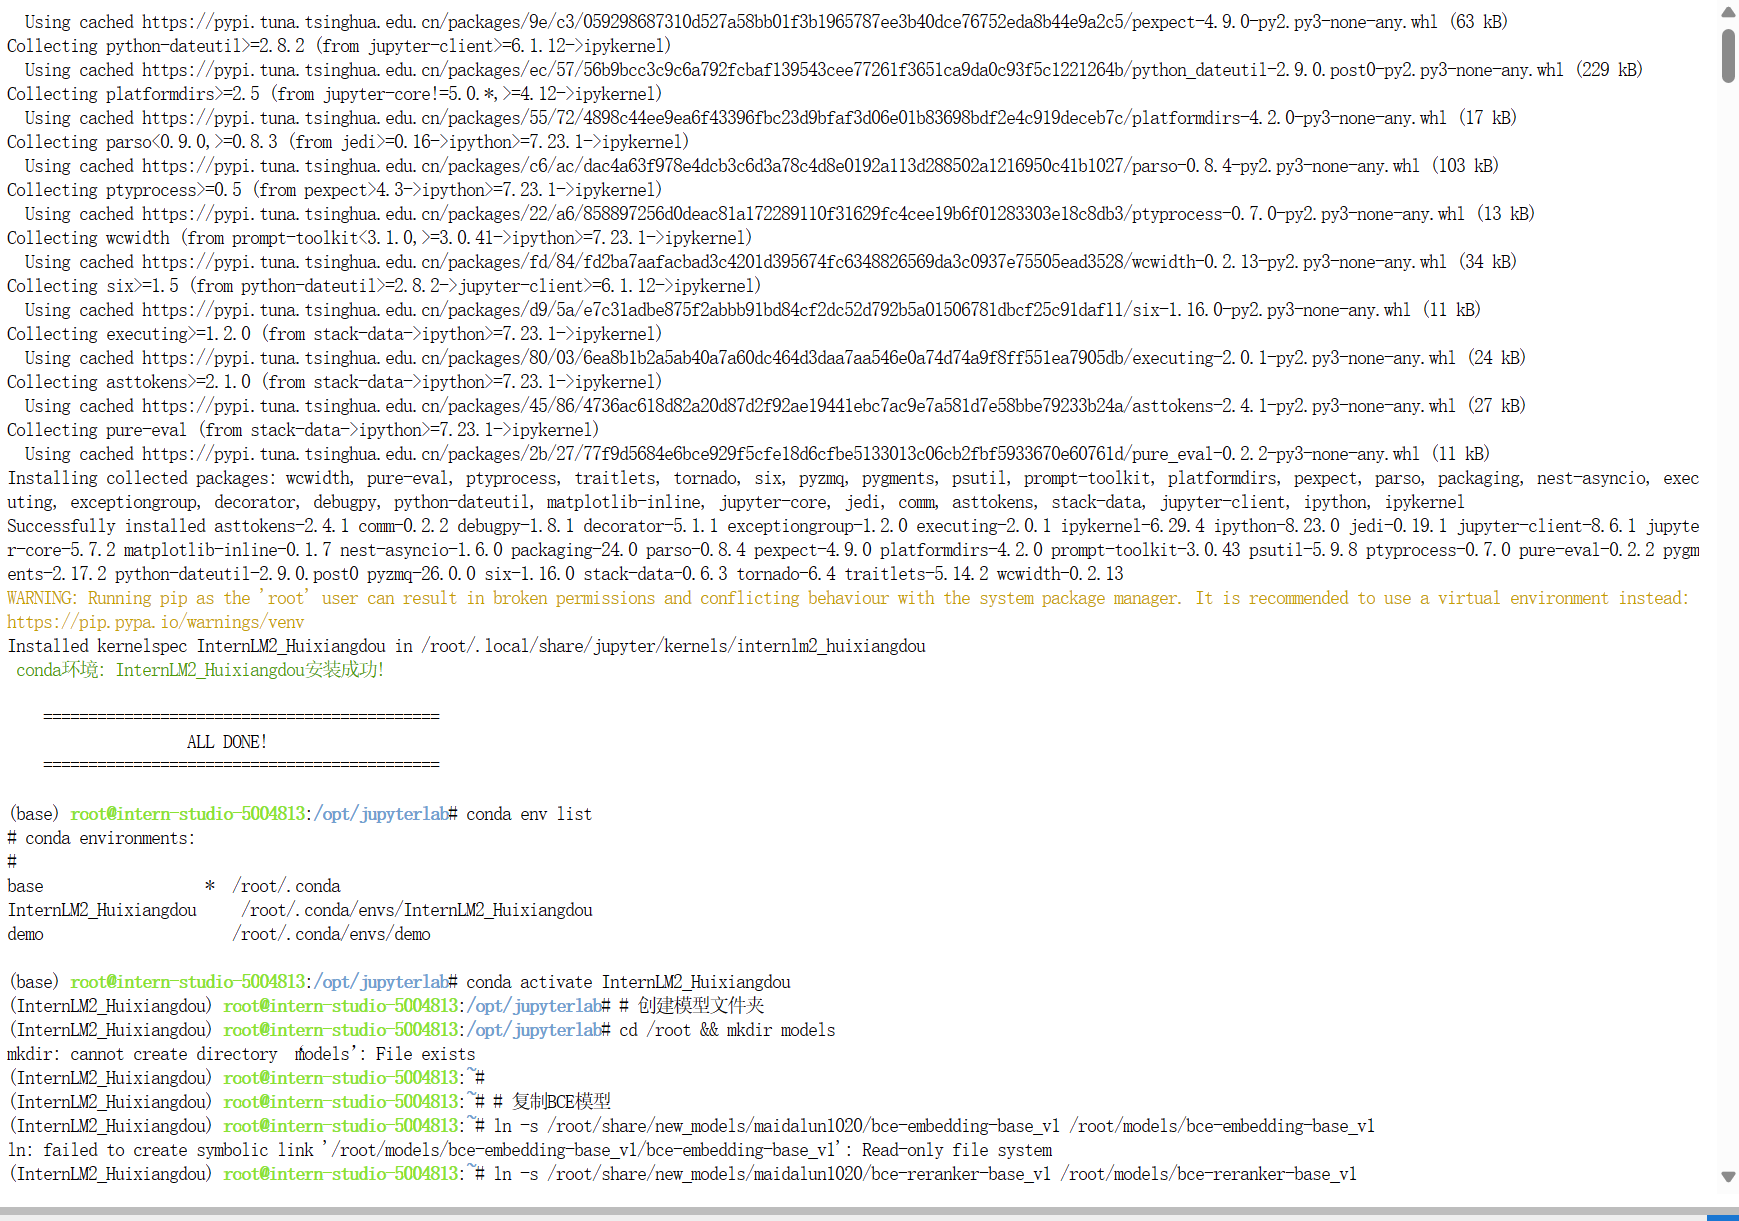 Using cached https://pypi.tuna.tsinghua.edu.cn/packages/9e/c3/059298687310d527a58bb01f3b1965787ee3b40dce76752eda8b44e9a2c5/pexpect-4.9.0-py2.py3-none-any.whl (63 kB)
Collecting python-dateutil>=2.8.2 (from jupyter-client>=6.1.12->ipykernel)
Using cached https://pypi.tuna.tsinghua.edu.cn/packages/ec/57/56b9bcc3c9c6a792fcbaf139543cee77261f3651ca9da0c93f5c1221264b/python_dateutil-2.9.0.post0-py2.py3-none-any.whl (229 kB)
Collecting platformdirs>=2.5 (from jupyter-core!=5.0.*,>=4.12->ipykernel)
Using cached https://pypi.tuna.tsinghua.edu.cn/packages/55/72/4898c44ee9ea6f43396fbc23d9bfaf3d06e01b83698bdf2e4c919deceb7c/platformdirs-4.2.0-py3-none-any.whl (17 kB)
Collecting parso<0.9.0,>=0.8.3 (from jedi>=0.16->ipython>=7.23.1->ipykernel)
Using cached https://pypi.tuna.tsinghua.edu.cn/packages/c6/ac/dac4a63f978e4dcb3c6d3a78c4d8e0192a113d288502a1216950c41b1027/parso-0.8.4-py2.py3-none-any.whl (103 kB)
Collecting ptyprocess>=0.5 (from pexpect>4.3->ipython>=7.23.1->ipykernel)
Using cached https://pypi.tuna.tsinghua.edu.cn/packages/22/a6/858897256d0deac81a172289110f31629fc4cee19b6f01283303e18c8db3/ptyprocess-0.7.0-py2.py3-none-any.whl (13 kB)
Collecting wcwidth (from prompt-toolkit<3.1.0,>=3.0.41->ipython>=7.23.1->ipykernel)
Using cached https://pypi.tuna.tsinghua.edu.cn/packages/fd/84/fd2ba7aafacbad3c4201d395674fc6348826569da3c0937e75505ead3528/wcwidth-0.2.13-py2.py3-none-any.whl (34 kB)
Collecting six>=1.5 (from python-dateutil>=2.8.2->jupyter-client>=6.1.12->ipykernel)
Using cached https://pypi.tuna.tsinghua.edu.cn/packages/d9/5a/e7c31adbe875f2abbb91bd84cf2dc52d792b5a01506781dbcf25c91daf11/six-1.16.0-py2.py3-none-any.whl (11 kB)
Collecting executing>=1.2.0 (from stack-data->ipython>=7.23.1->ipykernel)
Using cached https://pypi.tuna.tsinghua.edu.cn/packages/80/03/6ea8b1b2a5ab40a7a60dc464d3daa7aa546e0a74d74a9f8ff551ea7905db/executing-2.0.1-py2.py3-none-any.whl (24 kB)
Collecting asttokens>=2.1.0 (from stack-data->ipython>=7.23.1->ipykernel)
Using cached https://pypi.tuna.tsinghua.edu.cn/packages/45/86/4736ac618d82a20d87d2f92ae19441ebc7ac9e7a581d7e58bbe79233b24a/asttokens-2.4.1-py2.py3-none-any.whl (27 kB)
Collecting pure-eval (from stack-data->ipython>=7.23.1->ipykernel)
Using cached https://pypi.tuna.tsinghua.edu.cn/packages/2b/27/77f9d5684e6bce929f5cfe18d6cfbe5133013c06cb2fbf5933670e60761d/pure_eval-0.2.2-py3-none-any.whl (11 kB)
Installing collected packages: wcwidth, pure-eval, ptyprocess, traitlets, tornado, six, pyzmq, pygments, psutil, prompt-toolkit, platformdirs, pexpect, parso, packaging, nest-asyncio, exec
uting, exceptiongroup, decorator, debugpy, python-dateutil, matplotlib-inline, jupyter-core, jedi, comm, asttokens, stack-data, jupyter-client, ipython, ipykernel
Successfully installed asttokens-2.4.1 comm-0.2.2 debugpy-1.8.1 decorator-5.1.1 exceptiongroup-1.2.0 executing-2.0.1 ipykernel-6.29.4 ipython-8.23.0 jedi-0.19.1 jupyter-client-8.6.1 jupyte
r-core-5.7.2 matplotlib-inline-0.1.7 nest-asyncio-1.6.0 packaging-24.0 parso-0.8.4 pexpect-4.9.0 platformdirs-4.2.0 prompt-toolkit-3.0.43 psutil-5.9.8 ptyprocess-0.7.0 pure-eval-0.2.2 pygm
ents-2.17.2 python-dateutil-2.9.0.post0 pyzmq-26.0.0 six-1.16.0 stack-data-0.6.3 tornado-6.4 traitlets-5.14.2 wcwidth-0.2.13
WARNING: Running pip as the 'root' user can result in broken permissions and conflicting behaviour with the system package manager. It is recommended to use a virtual environment instead:
https://pip.pypa.io/warnings/venv
Installed kernelspec InternLM2_Huixiangdou in /root/.local/share/jupyter/kernels/internlm2_huixiangdou
conda环境: InternLM2_Huixiangdou安装成功!
============================================
ALL DONE!
============================================
(base) root@intern-studio-5004813:/opt/jupyterlab# conda env list
# conda environments:
#
base * /root/.conda
InternLM2_Huixiangdou /root/.conda/envs/InternLM2_Huixiangdou
demo /root/.conda/envs/demo
(base) root@intern-studio-5004813:/opt/jupyterlab# conda activate InternLM2_Huixiangdou
(InternLM2_Huixiangdou) root@intern-studio-5004813:/opt/jupyterlab# # 创建模型文件夹
(InternLM2_Huixiangdou) root@intern-studio-5004813:/opt/jupyterlab# cd /root && mkdir models
mkdir: cannot create directory ‘models’: File exists
(InternLM2_Huixiangdou) root@intern-studio-5004813:~#
(InternLM2_Huixiangdou) root@intern-studio-5004813:~# # 复制BCE模型
(InternLM2_Huixiangdou) root@intern-studio-5004813:~# ln -s /root/share/new_models/maidalun1020/bce-embedding-base_v1 /root/models/bce-embedding-base_v1
ln: failed to create symbolic link '/root/models/bce-embedding-base_v1/bce-embedding-base_v1': Read-only file system
(InternLM2_Huixiangdou) root@intern-studio-5004813:~# ln -s /root/share/new_models/maidalun1020/bce-reranker-base_v1 /root/models/bce-reranker-base_v1